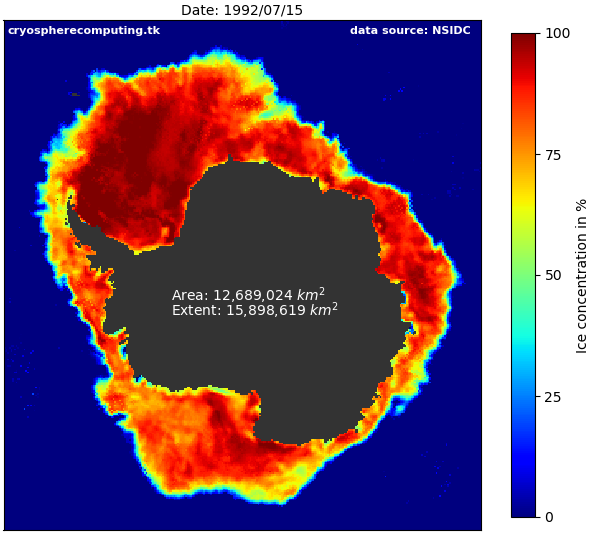 Date: 1992/07/15
cryospherecomputing.tk data source: NSIDC
Area: 12,689,024 km²
Extent: 15,898,619 km²
100
75
50
25
0
Ice concentration in %